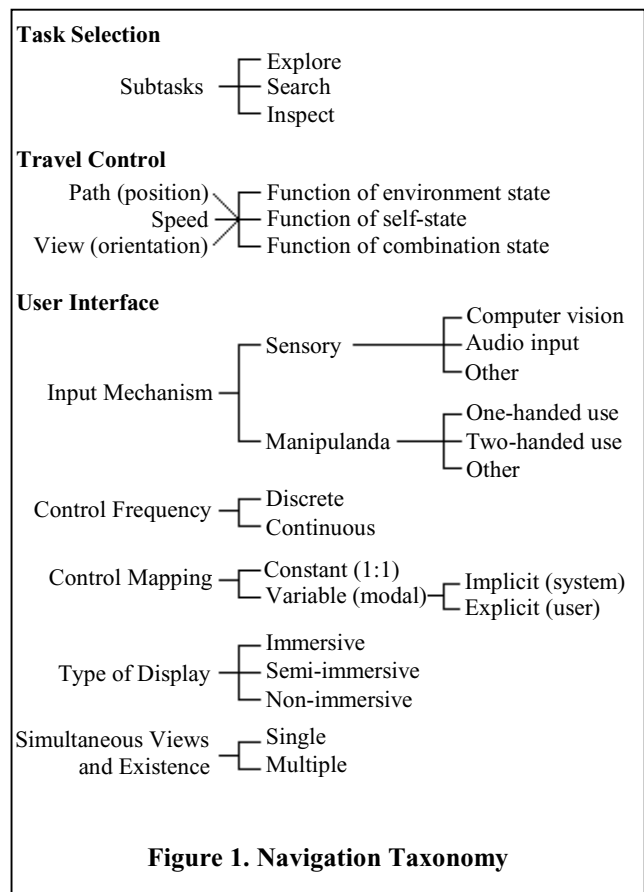 Task Selection
Explore
Subtasks Search
Inspect
Travel Control
Path (position) Function of environment state
Speed Function of self-state
View (orientation) Function of combination state
User Interface
Computer vision
Sensory Audio input
Other
Input Mechanism
One-handed use
Manipulanda Two-handed use
Other
Control Frequency Discrete
Continuous
Control Mapping Constant (1:1)
Variable (modal) Implicit (system)
Explicit (user)
Immersive
Type of Display Semi-immersive
Non-immersive
Simultaneous Views Single
and Existence Multiple
Figure 1. Navigation Taxonomy